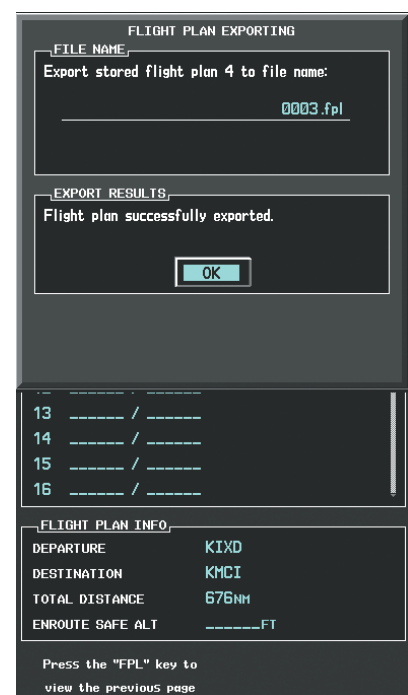 FLIGHT PLAN EXPORTING
FILE NAME
Export stored flight plan 4 to file name:
0003.fpl
EXPORT RESULTS
Flight plan successfully exported.
OK
13 ______ / ______
14 ______ / ______
15 ______ / ______
16 ______ / ______
FLIGHT PLAN INFO
DEPARTURE KIXD
DESTINATION KMCI
TOTAL DISTANCE 676NM
ENROUTE SAFE ALT ______FT
Press the "FPL" key to
view the previous page